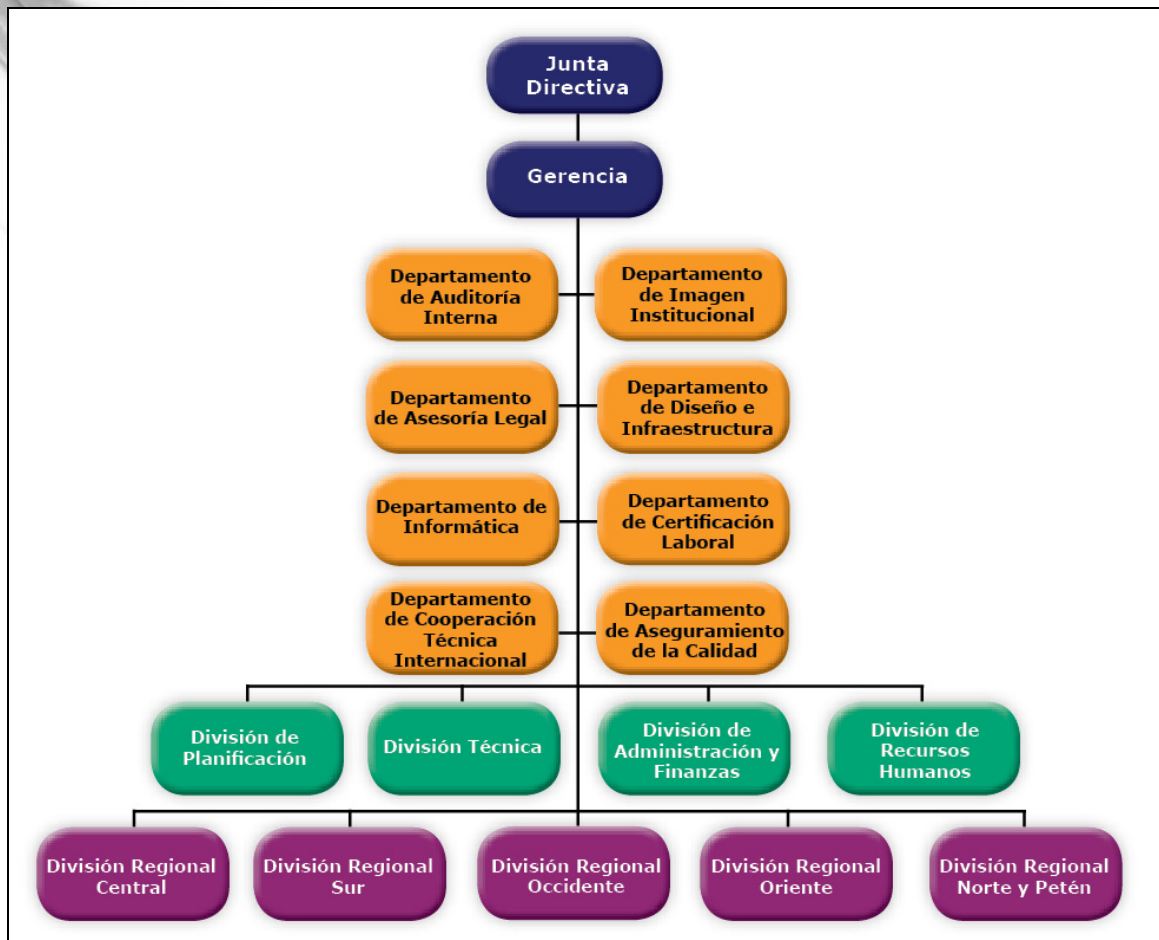 Junta
Directiva
Gerencia
Departamento
de Auditoría
Interna
Departamento
de Imagen
Institucional
Departamento
de Asesoría Legal
Departamento
de Diseño e
Infraestructura
Departamento de
Informática
Departamento
de Certificación
Laboral
Departamento
de Cooperación
Técnica
Internacional
Departamento
de Aseguramiento
de la Calidad
División de
Planificación
División Técnica
División de
Administración y
Finanzas
División de
Recursos
Humanos
División Regional
Central
División Regional
Sur
División Regional
Occidente
División Regional
Oriente
División Regional
Norte y Petén